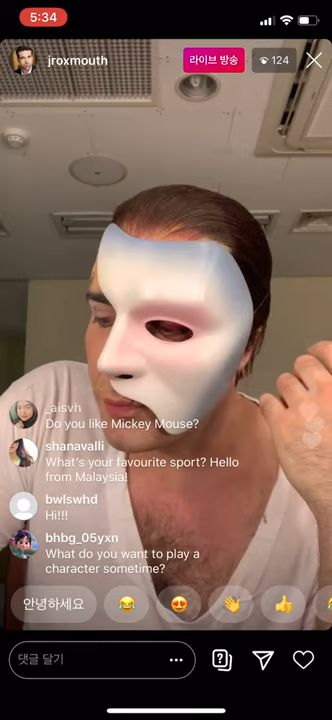 5:34
jroxmouth
라이브 방송
124
_aisvh
Do you like Mickey Mouse?
shanavalli
What's your favourite sport? Hello
from Malaysia!
bwlswhd
Hi!!!
bhbg_05yxn
What do you want to play a
character sometime?
안녕하세요
댓글 달기